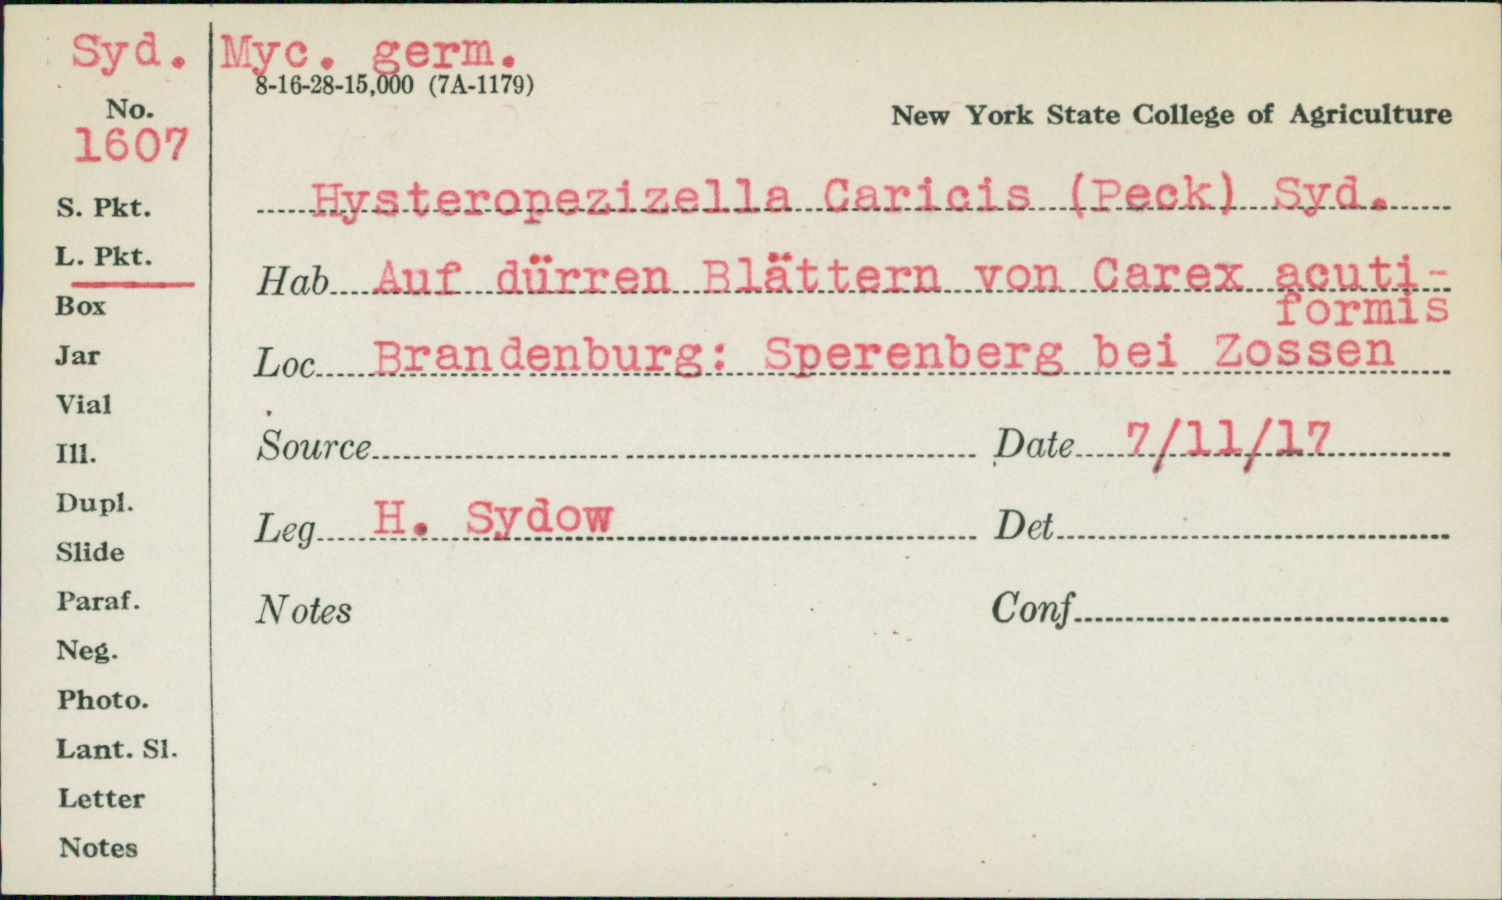 Syd. Myc. germ.
8-16-28-15,000 (7A-1179)
No.
1607
New York State College of Agriculture
S. Pkt.
Hysteropezizella Caricis (Peck) Syd.
L. Pkt.
Hab. Auf dürren Blättern von Carex acuti-
formis
Box
Jar
Loc. Brandenburg: Sperenberg bei Zossen
Vial
Ill.
Source Date 7/11/17
Dupl.
Leg H. Sydow Det
Slide
Paraf.
Notes Conf
Neg.
Photo.
Lant. Sl.
Letter
Notes